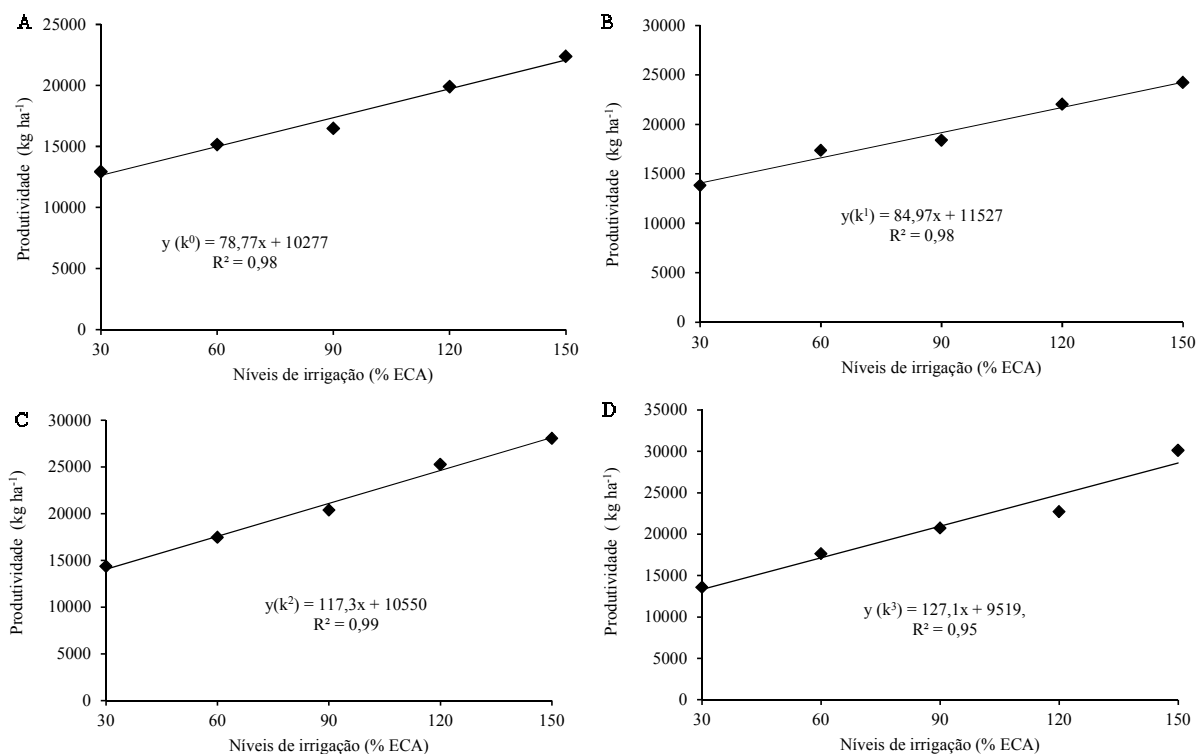 A
Produtividade (kg ha⁻¹)
25000
20000
15000
10000
5000
0
y (k⁰) = 78,77x + 10277
R² = 0,98
30 60 90 120 150
Níveis de irrigação (% ECA)
B
Produtividade (kg ha⁻¹)
30000
25000
20000
15000
10000
5000
0
y(k¹) = 84,97x + 11527
R² = 0,98
30 60 90 120 150
Níveis de irrigação (% ECA)
C
Produtividade (kg ha⁻¹)
30000
25000
20000
15000
10000
5000
0
y(k²) = 117,3x + 10550
R² = 0,99
30 60 90 120 150
Níveis de irrigação (% ECA)
D
Produtividade ( kg ha⁻¹)
35000
30000
25000
20000
15000
10000
5000
0
y (k³) = 127,1x + 9519,
R² = 0,95
30 60 90 120 150
Níveis de irrigação (% ECA)